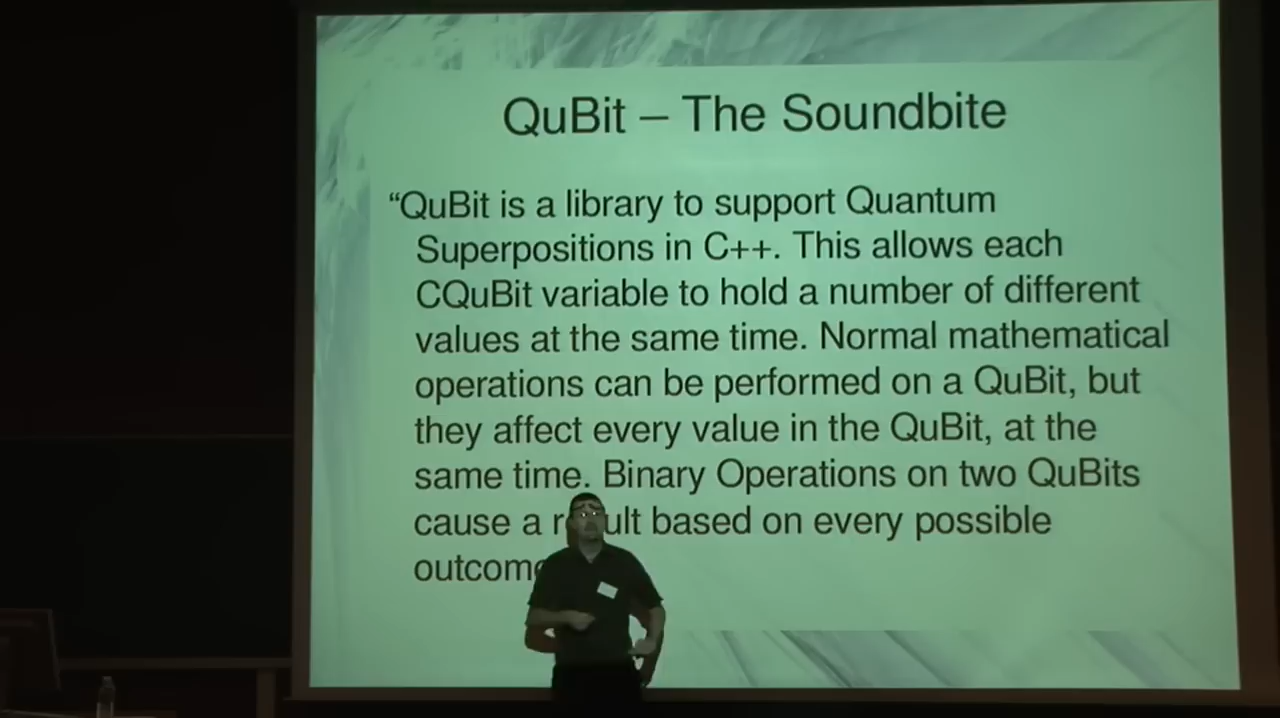 QuBit – The Soundbite
“QuBit is a library to support Quantum
Superpositions in C++. This allows each
CQuBit variable to hold a number of different
values at the same time. Normal mathematical
operations can be performed on a QuBit, but
they affect every value in the QuBit, at the
same time. Binary Operations on two QuBits
cause a based on every possible